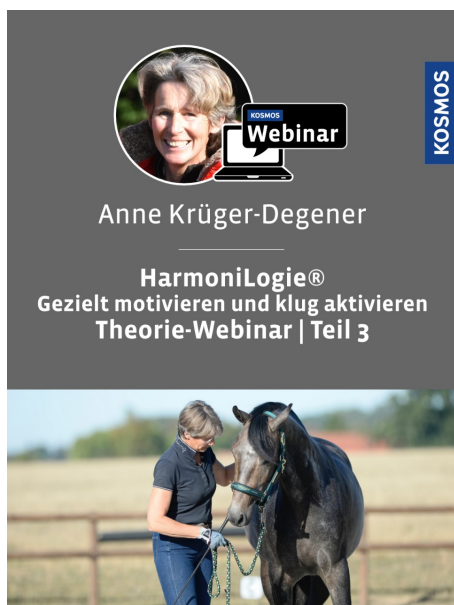 KOSMOS
KOSMOS
Webinar
Anne Krüger-Degener
HarmoniLogie®
Gezielt motivieren und klug aktivieren
Theorie-Webinar | Teil 3